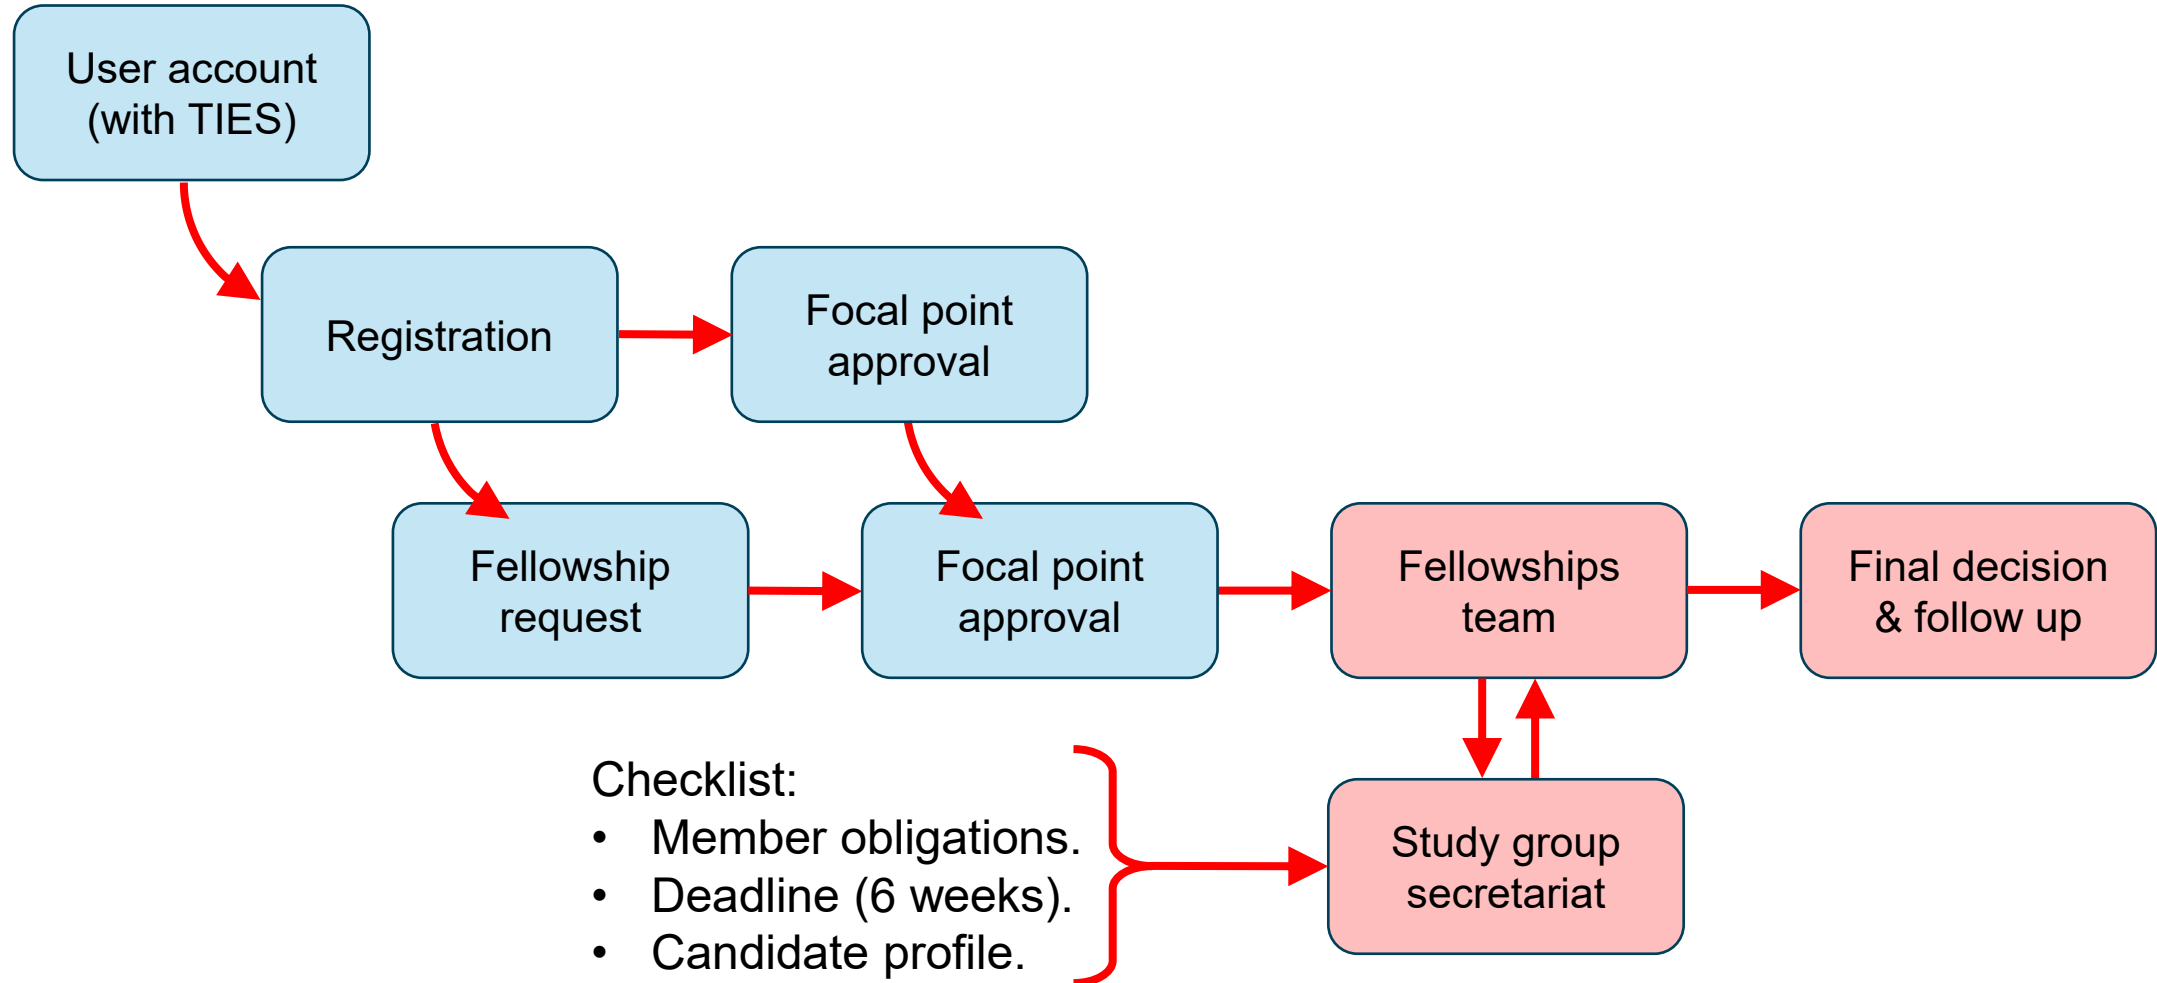 User account
(with TIES)
Registration
Focal point
approval
Fellowship
request
Focal point
approval
Fellowships
team
Final decision
& follow up
Checklist:
• Member obligations.
• Deadline (6 weeks).
• Candidate profile.
Study group
secretariat